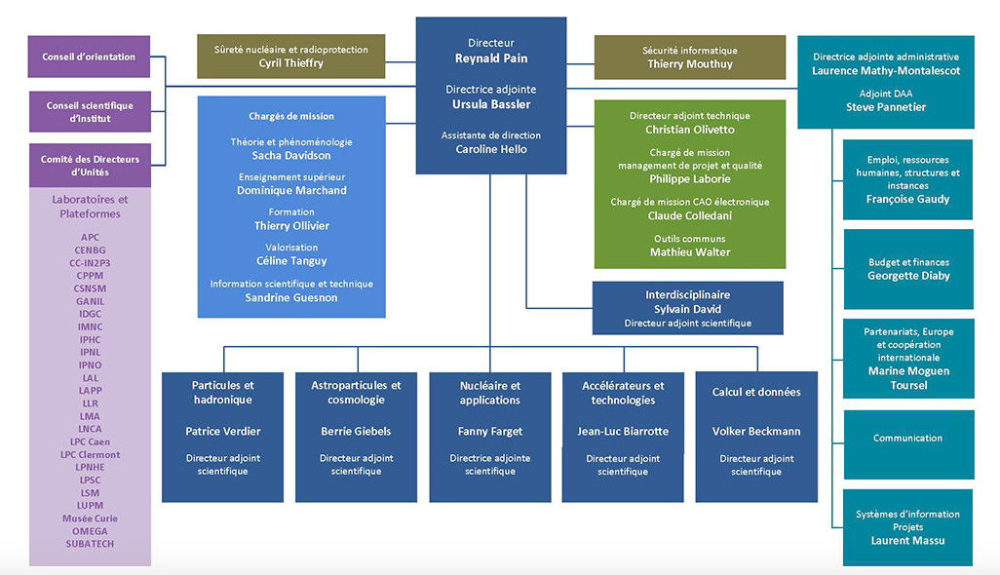 Conseil d'orientation
Conseil scientifique
d'Institut
Comité des Directeurs
d'Unités
Laboratoires et
Plateformes
APC
CENBG
CC-IN2P3
CPPM
CSNSM
GANIL
IDGC
IMNC
IPHC
IPNL
IPNO
LAL
LAPP
LLR
LMA
LNCA
LPC Caen
LPC Clermont
LPNHE
LPSC
LSM
LUPM
Musée Curie
OMEGA
SUBATECH
Sûreté nucléaire et radioprotection
Cyril Thieffry
Chargés de mission
Théorie et phénoménologie
Sacha Davidson
Enseignement supérieur
Dominique Marchand
Formation
Thierry Ollivier
Valorisation
Céline Tanguy
Information scientifique et technique
Sandrine Guesnon
Directeur
Reynald Pain
Directrice adjointe
Ursula Bassler
Assistante de direction
Caroline Hello
Sécurité informatique
Thierry Mouthuy
Directeur adjoint technique
Christian Olivetto
Chargé de mission
management de projet et qualité
Philippe Laborie
Chargé de mission CAO électronique
Claude Colledani
Outils communs
Mathieu Walter
Interdisciplinaire
Sylvain David
Directeur adjoint scientifique
Particules et
hadronique
Patrice Verdier
Directeur adjoint
scientifique
Astroparticules et
cosmologie
Berrie Giebels
Directeur adjoint
scientifique
Nucléaire et
applications
Fanny Farget
Directrice adjointe
scientifique
Accélérateurs et
technologies
Jean-Luc Biarrotte
Directeur adjoint
scientifique
Calcul et données
Volker Beckmann
Directeur adjoint
scientifique
Directrice adjointe administrative
Laurence Mathy-Montalescot
Adjoint DAA
Steve Pannetier
Emploi, ressources
humaines, structures et
instances
Françoise Gaudy
Budget et finances
Georgette Diaby
Partenariats, Europe
et coopération
internationale
Marine Moguen
Toursel
Communication
Systèmes d'information
Projets
Laurent Massu